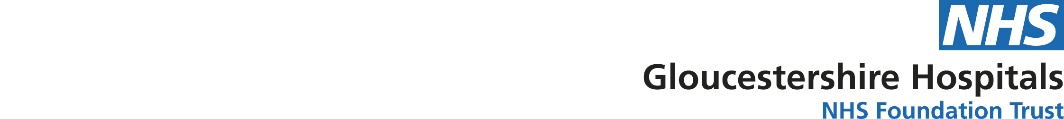 NHS
Gloucestershire Hospitals
NHS Foundation Trust